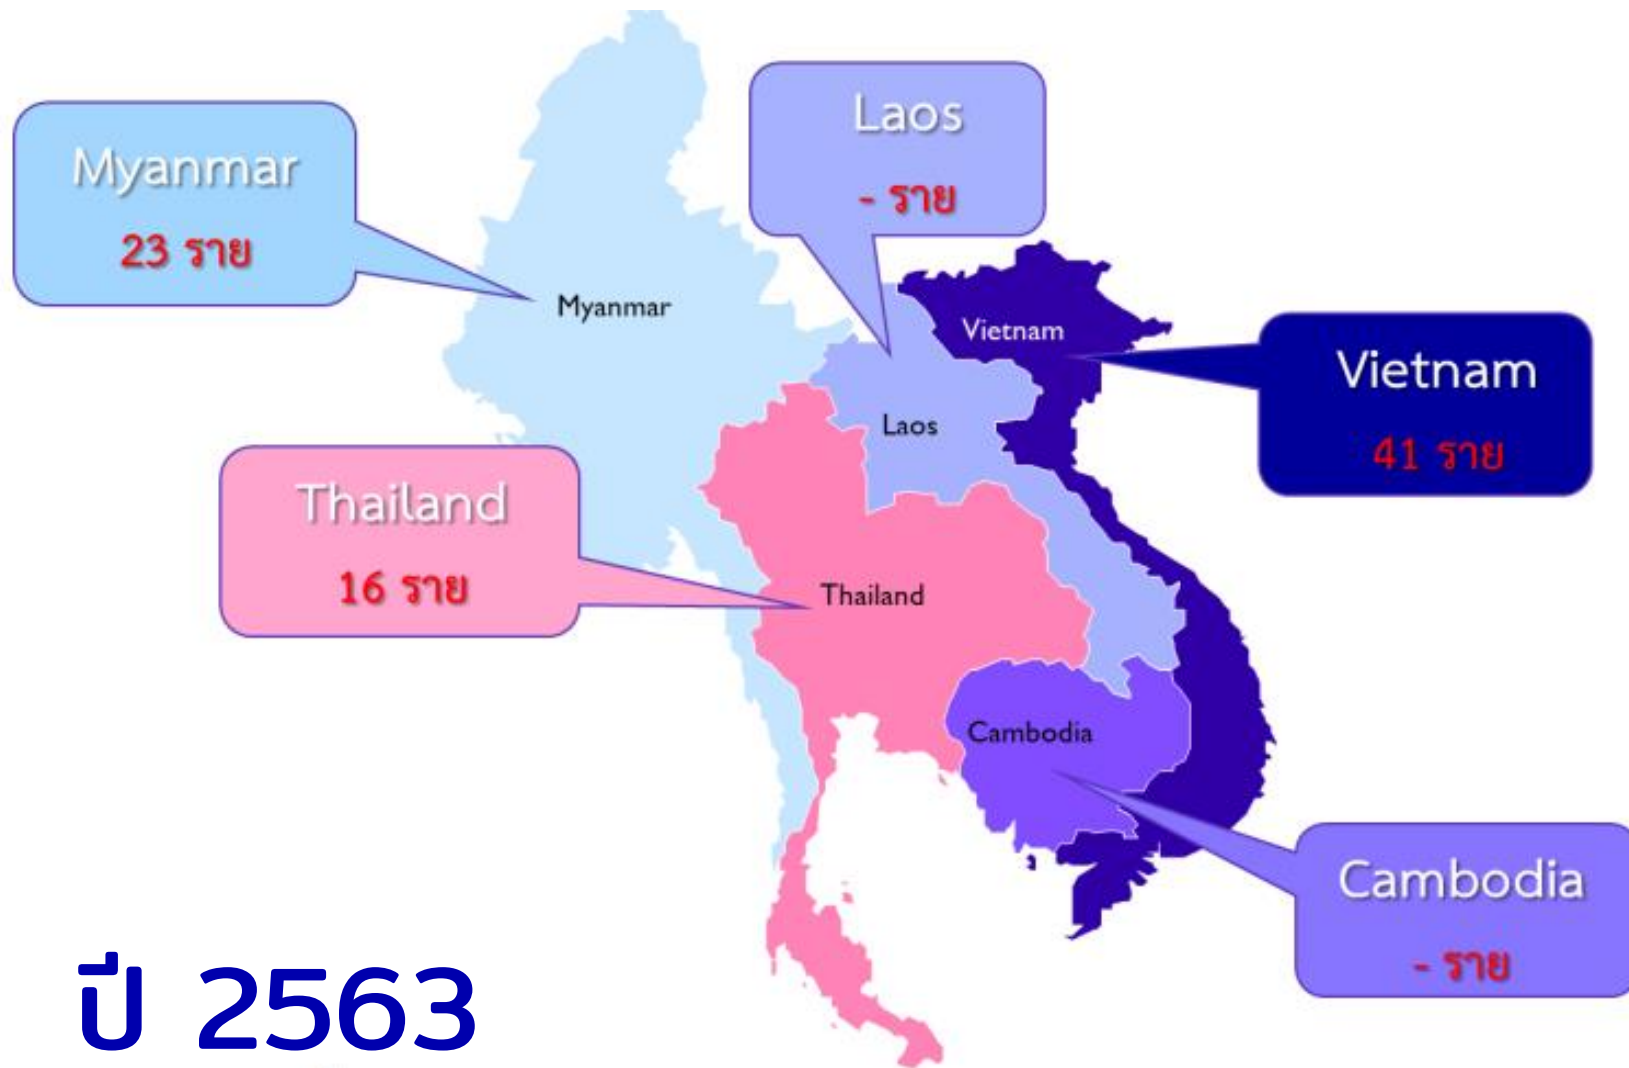 Myanmar
23 ราย
Laos
- ราย
Myanmar
Vietnam
Vietnam
41 ราย
Laos
Thailand
16 ราย
Thailand
Cambodia
Cambodia
- ราย
ปี 2563